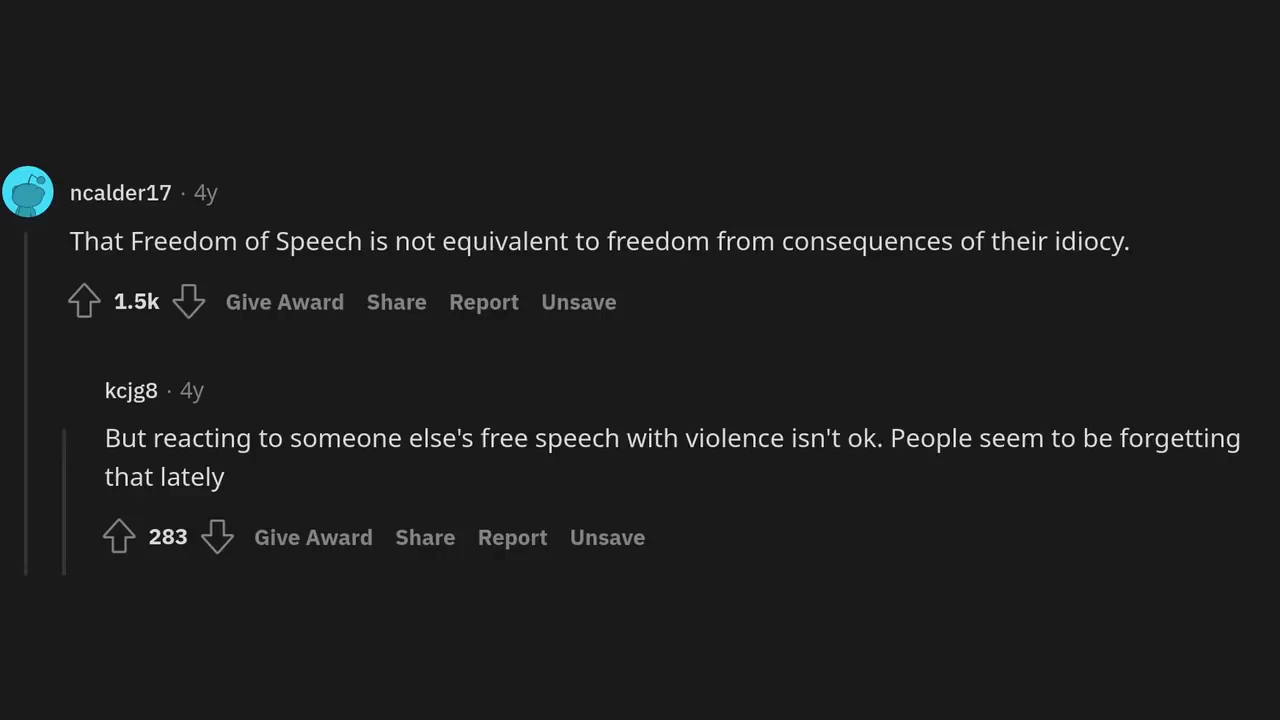 ncalder17 · 4y
That Freedom of Speech is not equivalent to freedom from consequences of their idiocy.
1.5k Give Award Share Report Unsave
kcjg8 · 4y
But reacting to someone else's free speech with violence isn't ok. People seem to be forgetting
that lately
283 Give Award Share Report Unsave